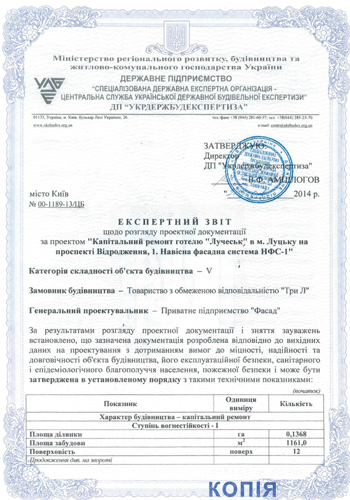 Міністерство регіонального розвитку, будівництва та
житлово-комунального господарства України
ДЕРЖАВНЕ ПІДПРИЄМСТВО
"СПЕЦІАЛІЗОВАНА ДЕРЖАВНА ЕКСПЕРТНА ОРГАНІЗАЦІЯ -
ЦЕНТРАЛЬНА СЛУЖБА УКРАЇНСЬКОЇ ДЕРЖАВНОЇ БУДІВЕЛЬНОЇ ЕКСПЕРТИЗИ"
ДП "УКРДЕРЖБУДЕКСПЕРТИЗА"
ЗАТВЕРДЖУЮ:
Директор
ДП "Укрдержбудекспертиза"
2014 р.
місто Київ
№ 00-1189-13/ЦБ
ЕКСПЕРТНИЙ ЗВІТ
щодо розгляду проектної документації
за проектом "Капітальний ремонт готелю "Лучеськ" в м. Луцьку на
проспекті Відродження, 1. Навісна фасадна система НФС-1"
Категорія складності об'єкта будівництва – V
Замовник будівництва – Товариство з обмеженою відповідальністю "Три Л"
Генеральний проектувальник – Приватне підприємство "Фасад"
За результатами розгляду проектної документації і зняття зауважень
встановлено, що зазначена документація розроблена відповідно до вихідних
даних на проектування з дотриманням вимог до міцності, надійності та
довговічності об'єкта будівництва, його експлуатаційної безпеки, санітарного
і епідеміологічного благополуччя населення, пожежної безпеки і може бути
затверджена в установленому порядку з такими технічними показниками:
(початок)
Показник Одиниця виміру Кількість
Характер будівництва – капітальний ремонт
Ступінь вогнестійкості - I
Площа ділянки га 0,1368
Площа забудови м² 1161,0
Поверховість поверх 12
Продовження див. на звороті
КОПІЯ